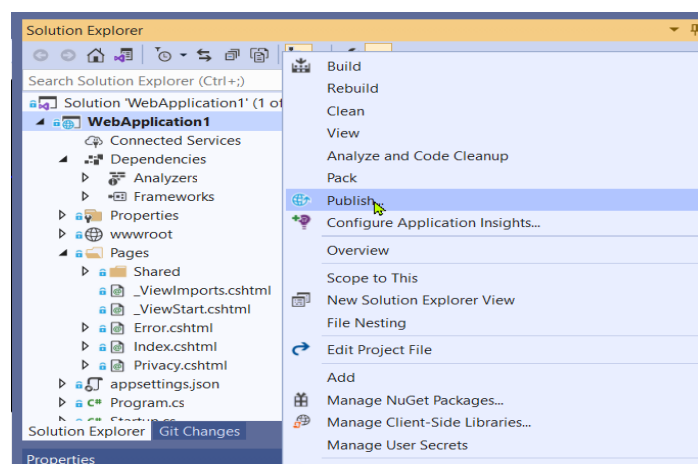 Solution Explorer
Search Solution Explorer (Ctrl+;)
Solution 'WebApplication1' (1 of
WebApplication1
Connected Services
Dependencies
Analyzers
Frameworks
Properties
wwwroot
Pages
Shared
_ViewImports.cshtml
_ViewStart.cshtml
Error.cshtml
Index.cshtml
Privacy.cshtml
appsettings.json
C# Program.cs
C# Startup.cs
Solution Explorer Git Changes
Properties
Build
Rebuild
Clean
View
Analyze and Code Cleanup
Pack
Publish...
Configure Application Insights...
Overview
Scope to This
New Solution Explorer View
File Nesting
Edit Project File
Add
Manage NuGet Packages...
Manage Client-Side Libraries...
Manage User Secrets